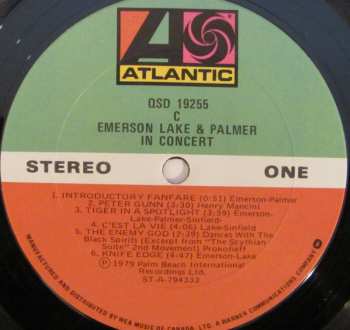 ATLANTIC
QSD 19255
C
EMERSON LAKE & PALMER
IN CONCERT
STEREO ONE
1. INTRODUCTORY FANFARE (0:51) Emerson-Palmer
2. PETER GUNN (3:30) Henry Mancini
3. TIGER IN A SPOTLIGHT (3:59) Emerson-
Lake-Palmer-Sinfield-
4. C'EST LA VIE (4:06) Lake-Sinfield
5. THE ENEMY GOD (2:29) Dances With The
Black Spirits (Excerpt from "The Scythian
Suite" 2nd Movement) Prokofieff
6. KNIFE EDGE (4:47) Emerson-Lake
℗ 1979 Palm Beach International
Recordings Ltd.
ST-A-794333
MANUFACTURED AND DISTRIBUTED BY WEA MUSIC OF CANADA, LTD. A WARNER COMMUNICATIONS COMPANY